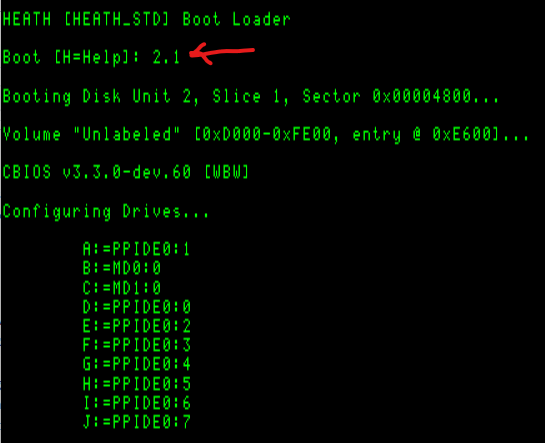 HEATH [HEATH_STD] Boot Loader
Boot [H=Help]: 2.1
Booting Disk Unit 2, Slice 1, Sector 0x00004800...
Volume "Unlabeled" [0xD000-0xFE00, entry @ 0xE600]...
CBIOS v3.3.0-dev.60 [WBW]
Configuring Drives...
A:=PPIDE0:1
B:=MD0:0
C:=MD1:0
D:=PPIDE0:0
E:=PPIDE0:2
F:=PPIDE0:3
G:=PPIDE0:4
H:=PPIDE0:5
I:=PPIDE0:6
J:=PPIDE0:7